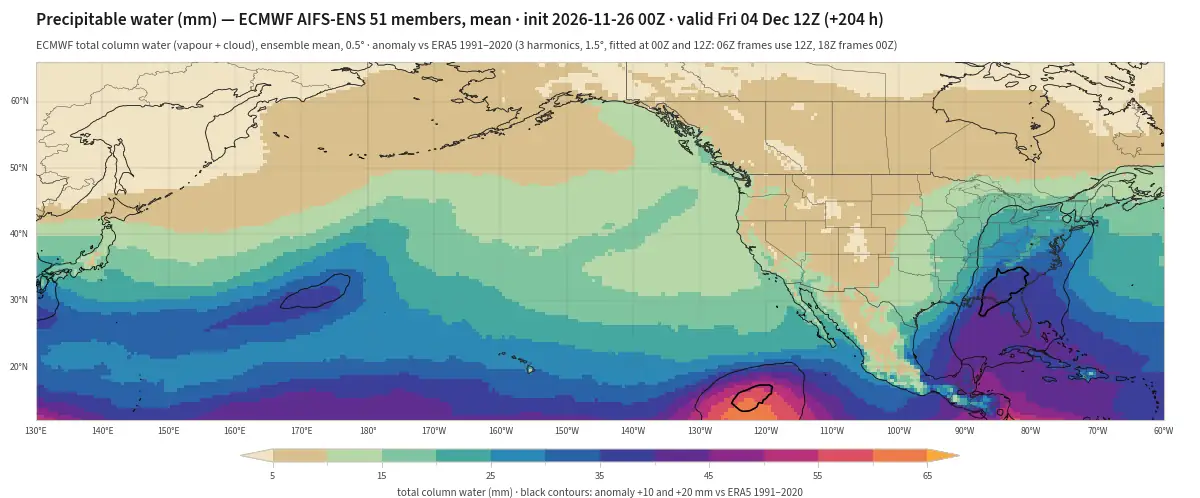 Precipitable water (mm) — ECMWF AIFS-ENS 51 members, mean · init 2026-11-26 00Z · valid Fri 04 Dec 12Z (+204 h)
ECMWF total column water (vapour + cloud), ensemble mean, 0.5° · anomaly vs ERA5 1991–2020 (3 harmonics, 1.5°, fitted at 00Z and 12Z: 06Z frames use 12Z, 18Z frames 00Z)
60°N
50°N
40°N
30°N
20°N
130°E 140°E 150°E 160°E 170°E 180° 170°W 160°W 150°W 140°W 130°W 120°W 110°W 100°W 90°W 80°W 70°W 60°W
5 15 25 35 45 55 65
total column water (mm) · black contours: anomaly +10 and +20 mm vs ERA5 1991–2020